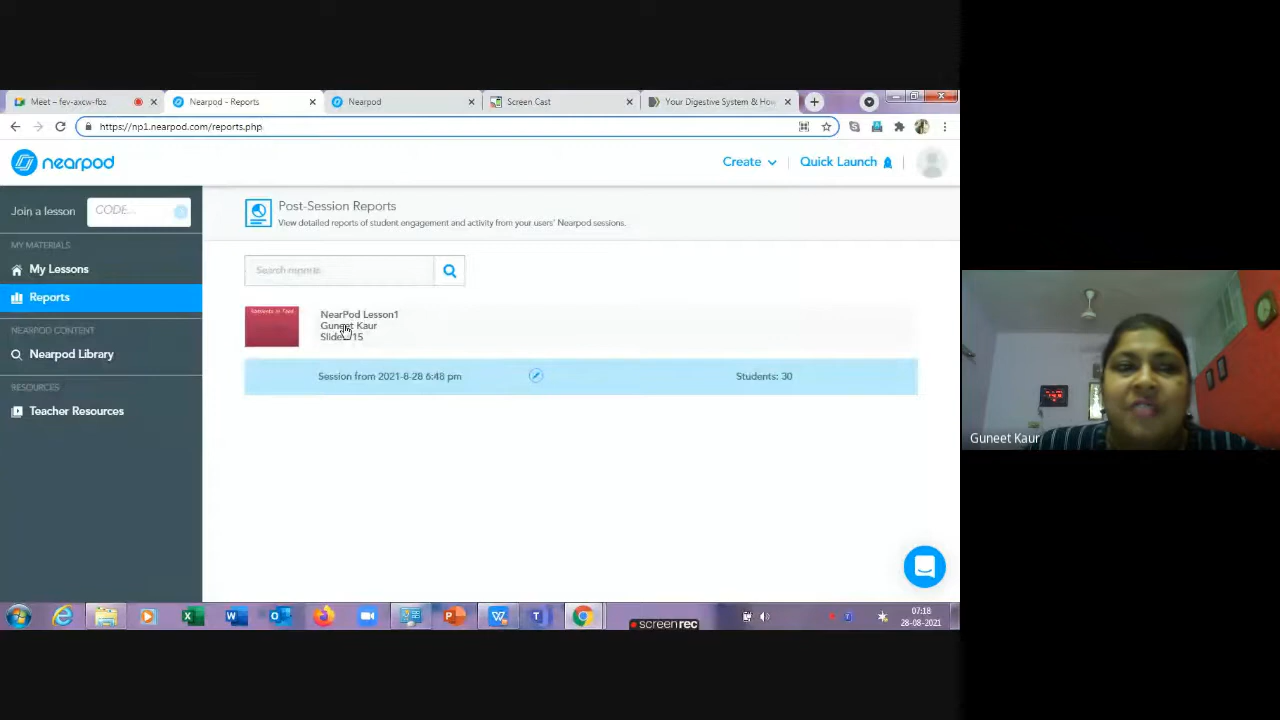 Meet – fev-axcw-fbz
Nearpod - Reports
Nearpod
Screen Cast
Your Digestive System & How
https://np1.nearpod.com/reports.php
nearpod
Create
Quick Launch
Join a lesson
CODE...
Post-Session Reports
View detailed reports of student engagement and activity from your users' Nearpod sessions.
MY MATERIALS
My Lessons
Reports
NEARPOD CONTENT
Nearpod Library
RESOURCES
Teacher Resources
Search reports
NearPod Lesson1
Guneet Kaur
Slides: 15
Session from 2021-8-28 6:48 pm
Students: 30
Guneet Kaur
screenrec
07:18
28-08-2021